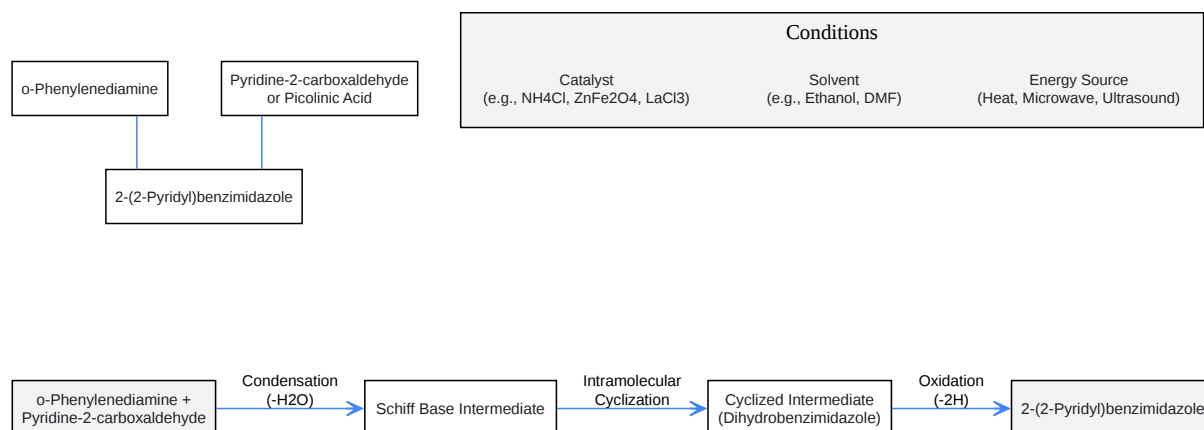 Conditions
o-Phenylenediamine
Pyridine-2-carboxaldehyde
or Picolinic Acid
Catalyst
(e.g., NH4Cl, ZnFe2O4, LaCl3)
Solvent
(e.g., Ethanol, DMF)
Energy Source
(Heat, Microwave, Ultrasound)
2-(2-Pyridyl)benzimidazole
o-Phenylenediamine +
Pyridine-2-carboxaldehyde
Condensation
(-H2O)
Schiff Base Intermediate
Intramolecular
Cyclization
Cyclized Intermediate
(Dihydrobenzimidazole)
Oxidation
(-2H)
2-(2-Pyridyl)benzimidazole